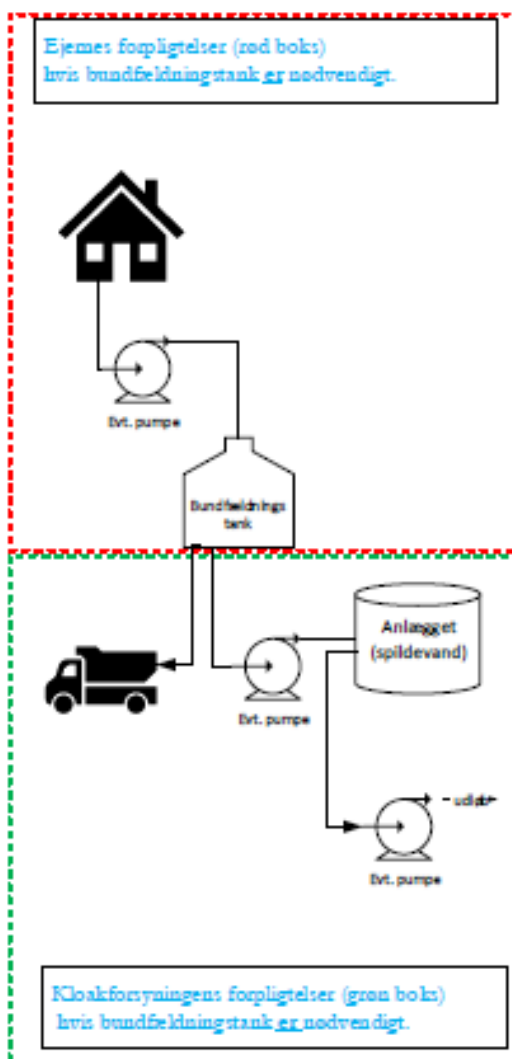 Ejernes forpligtelser (rød boks)
hvis bundfældningstank er nødvendigt.
Evt. pumpe
Bundfældnings
tank
Anlægget
(spildevand)
Evt. pumpe
udløb
Evt. pumpe
Kloakforsyningens forpligtelser (grøn boks)
hvis bundfældningstank er nødvendigt.